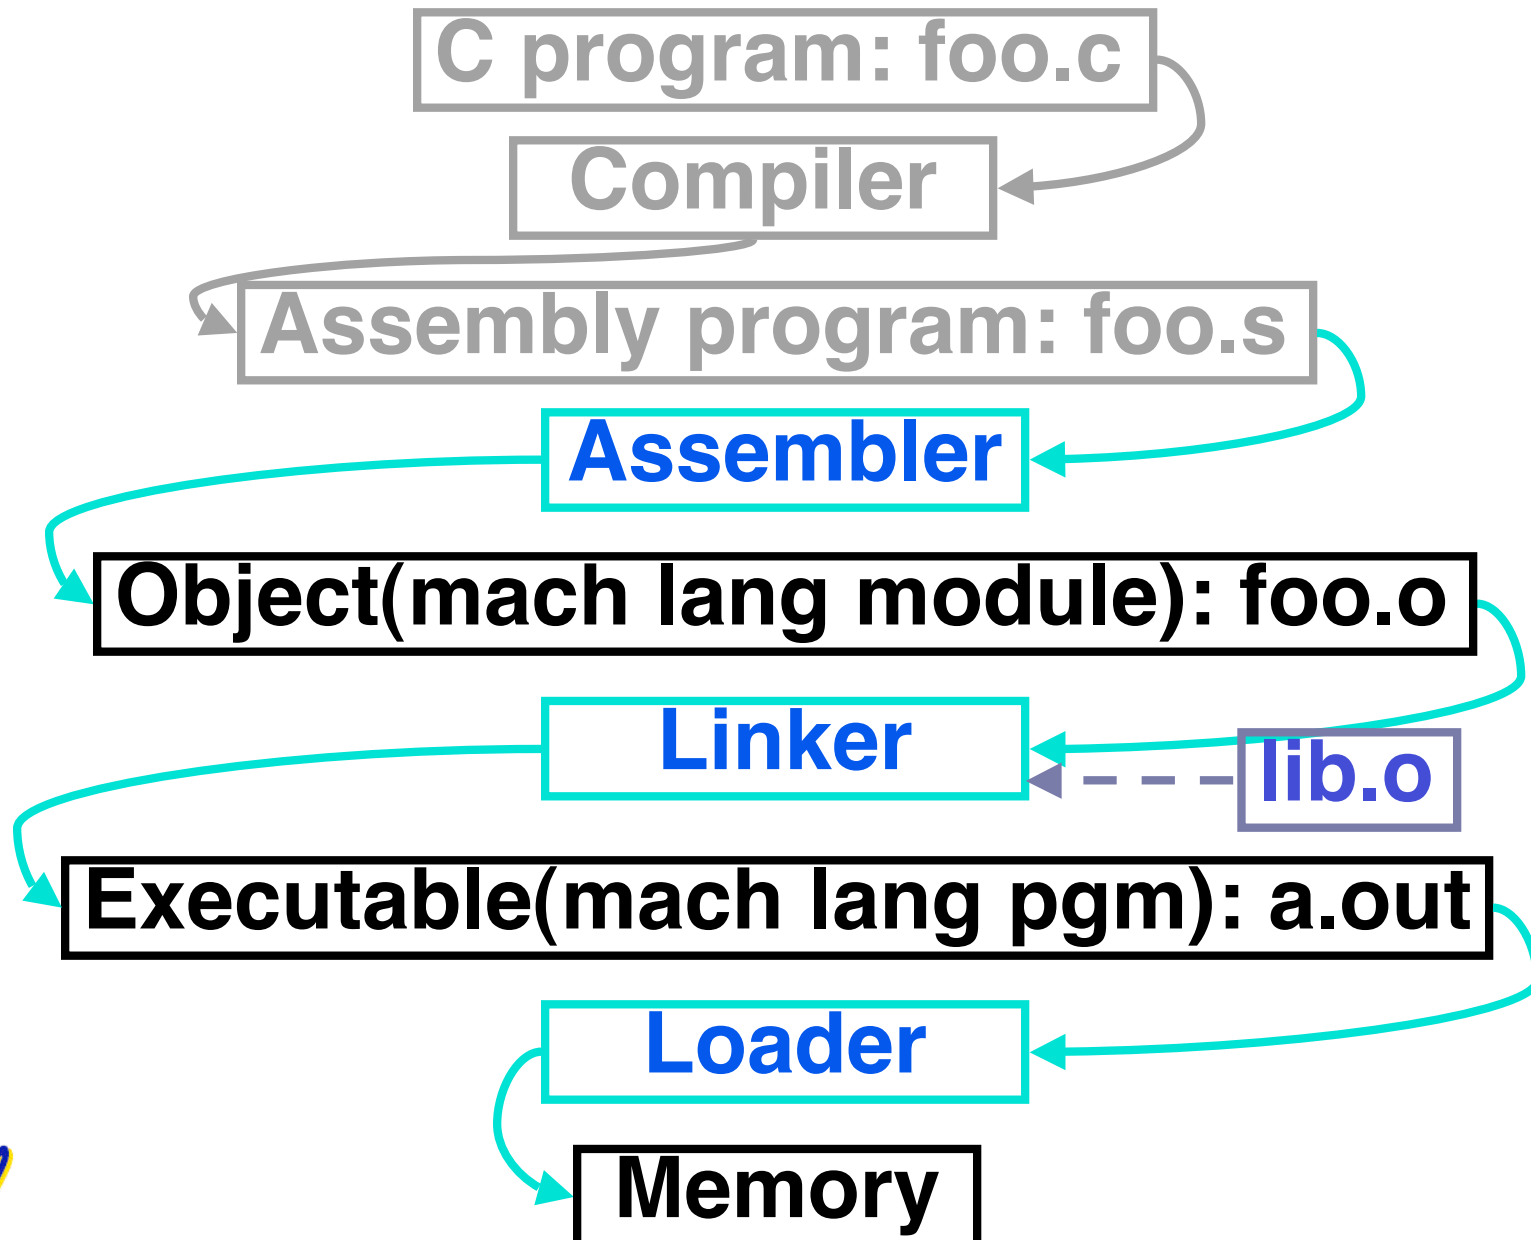 C program: foo.c
Compiler
Assembly program: foo.s
Assembler
Object(mach lang module): foo.o
Linker
lib.o
Executable(mach lang pgm): a.out
Loader
Memory